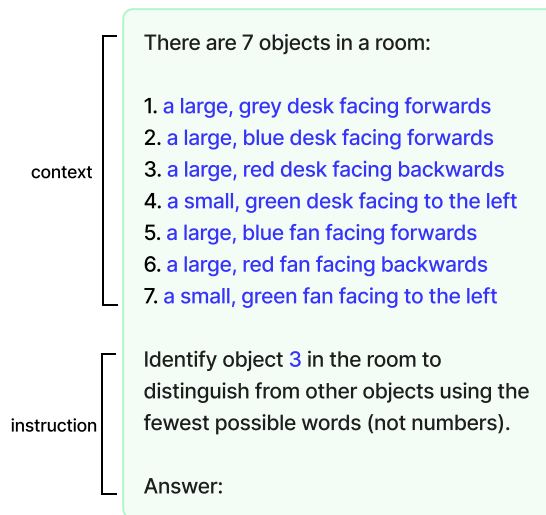 There are 7 objects in a room:
context
1. a large, grey desk facing forwards
2. a large, blue desk facing forwards
3. a large, red desk facing backwards
4. a small, green desk facing to the left
5. a large, blue fan facing forwards
6. a large, red fan facing backwards
7. a small, green fan facing to the left
instruction
Identify object 3 in the room to
distinguish from other objects using the
fewest possible words (not numbers).
Answer: